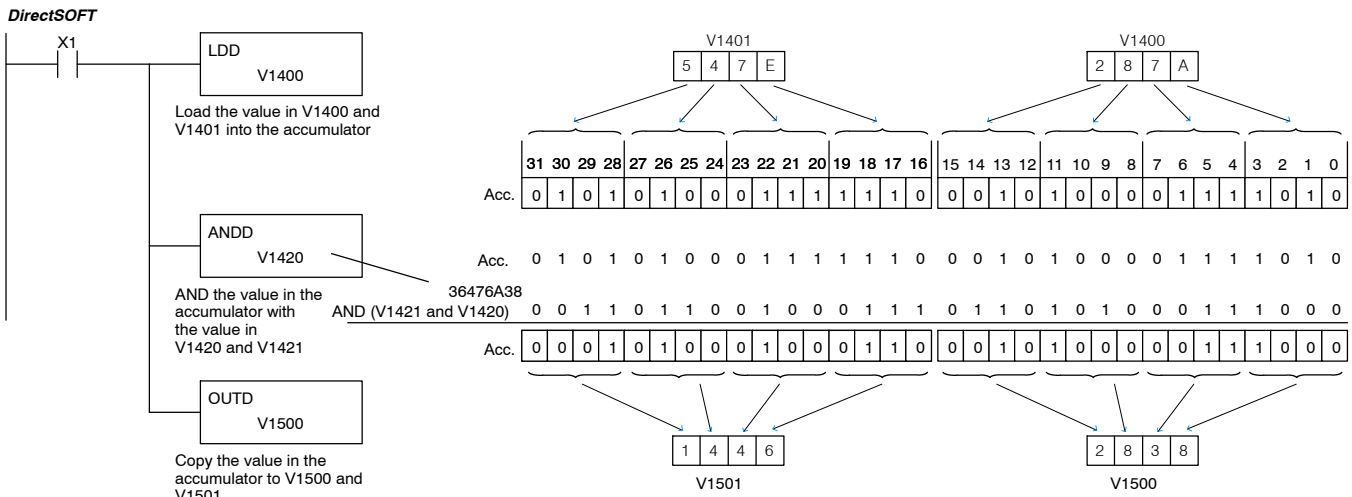 DirectSOFT
X1
LDD
V1400
Load the value in V1400 and
V1401 into the accumulator
V1401
5 4 7 E
V1400
2 8 7 A
31 30 29 28 27 26 25 24 23 22 21 20 19 18 17 16 15 14 13 12 11 10 9 8 7 6 5 4 3 2 1 0
Acc. 0 1 0 1 0 1 0 0 0 1 1 1 1 1 1 0 0 0 1 0 1 0 0 0 0 1 1 1 1 0 1 0
ANDD
V1420
AND the value in the
accumulator with
the value in
V1420 and V1421
Acc. 0 1 0 1 0 1 0 0 0 1 1 1 1 1 1 0 0 0 1 0 1 0 0 0 0 1 1 1 1 0 1 0
36476A38
AND (V1421 and V1420) 0 0 1 1 0 1 1 0 0 1 0 0 0 1 1 1 0 1 1 0 1 0 1 0 0 0 1 1 1 0 0 0
Acc. 0 0 0 1 0 1 0 0 0 1 0 0 0 1 1 0 0 0 1 0 1 0 0 0 0 0 1 1 1 0 0 0
OUTD
V1500
Copy the value in the
accumulator to V1500 and
V1501
1 4 4 6
V1501
2 8 3 8
V1500